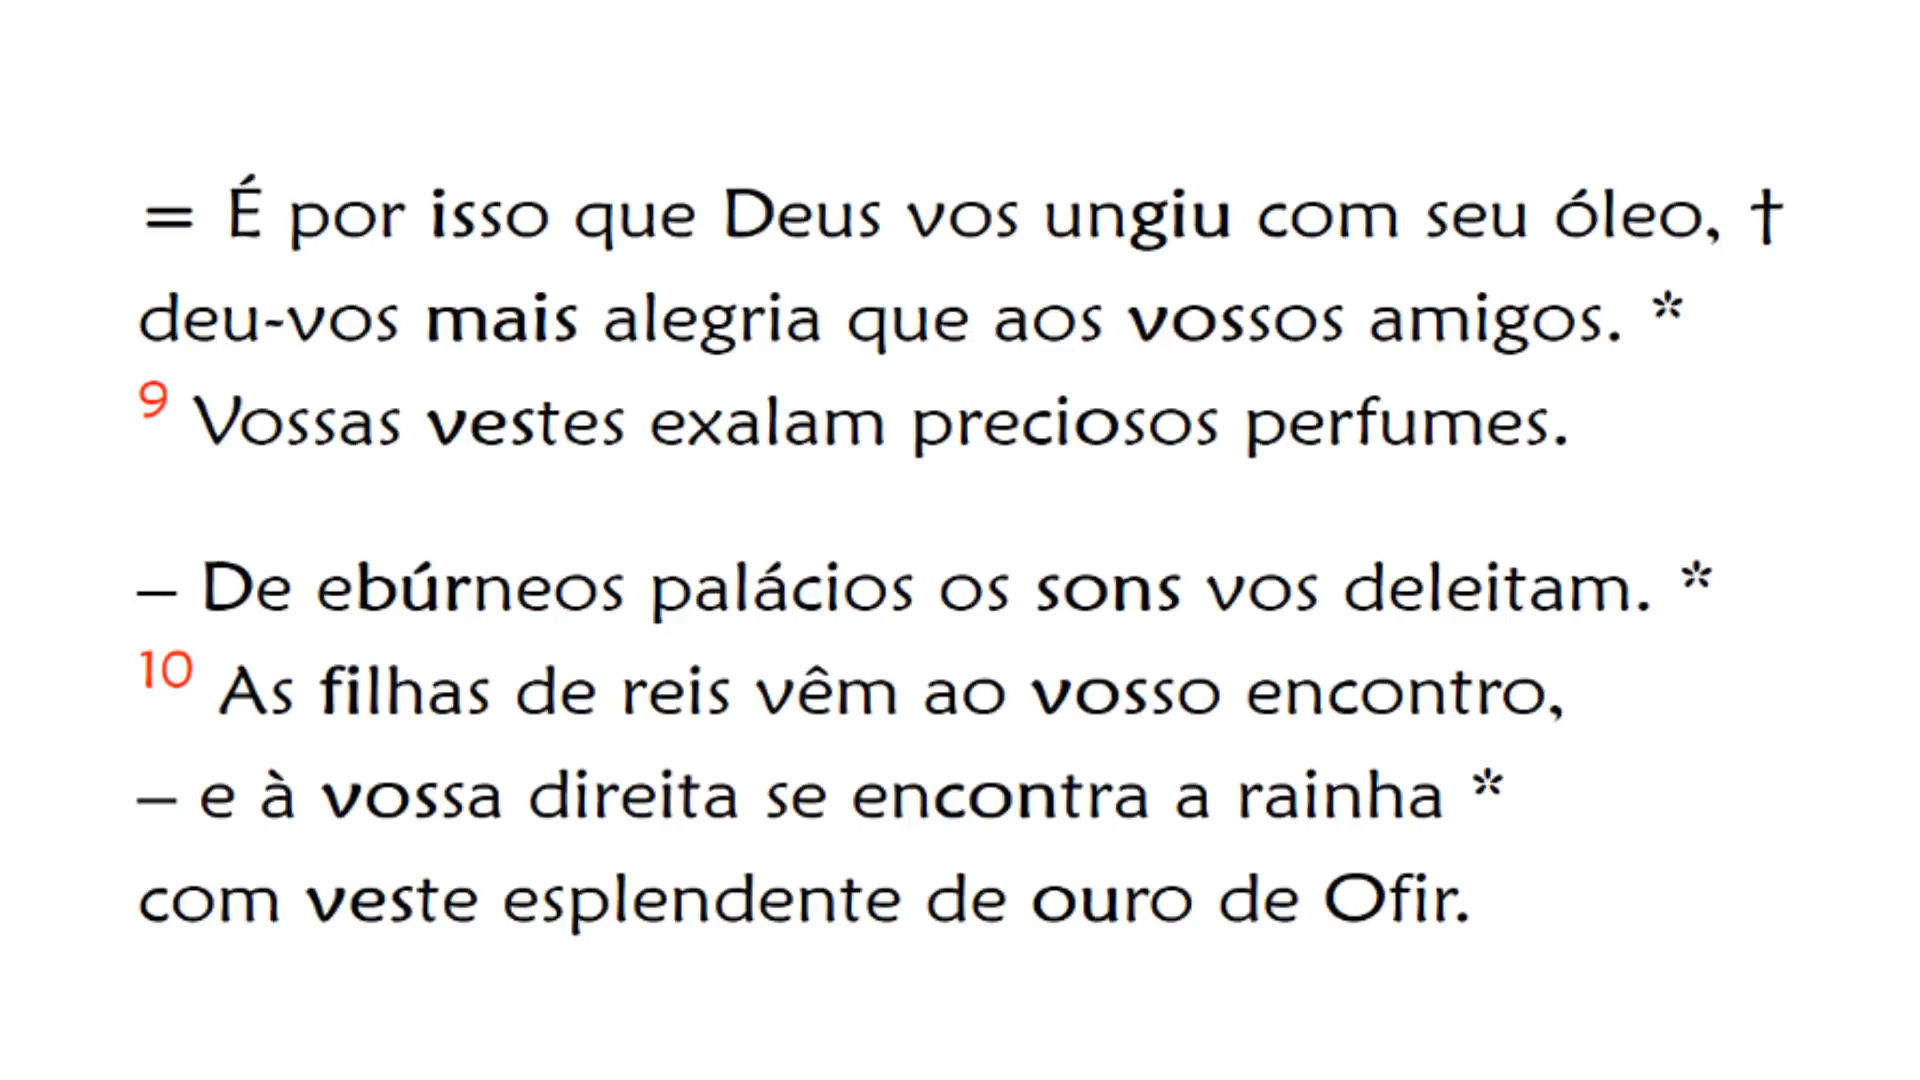 = É por isso que Deus vos ungiu com seu óleo, †
deu-vos mais alegria que aos vossos amigos. *
9 Vossas vestes exalam preciosos perfumes.
– De ebúrneos palácios os sons vos deleitam. *
10 As filhas de reis vêm ao vosso encontro,
– e à vossa direita se encontra a rainha *
com veste esplendente de ouro de Ofir.